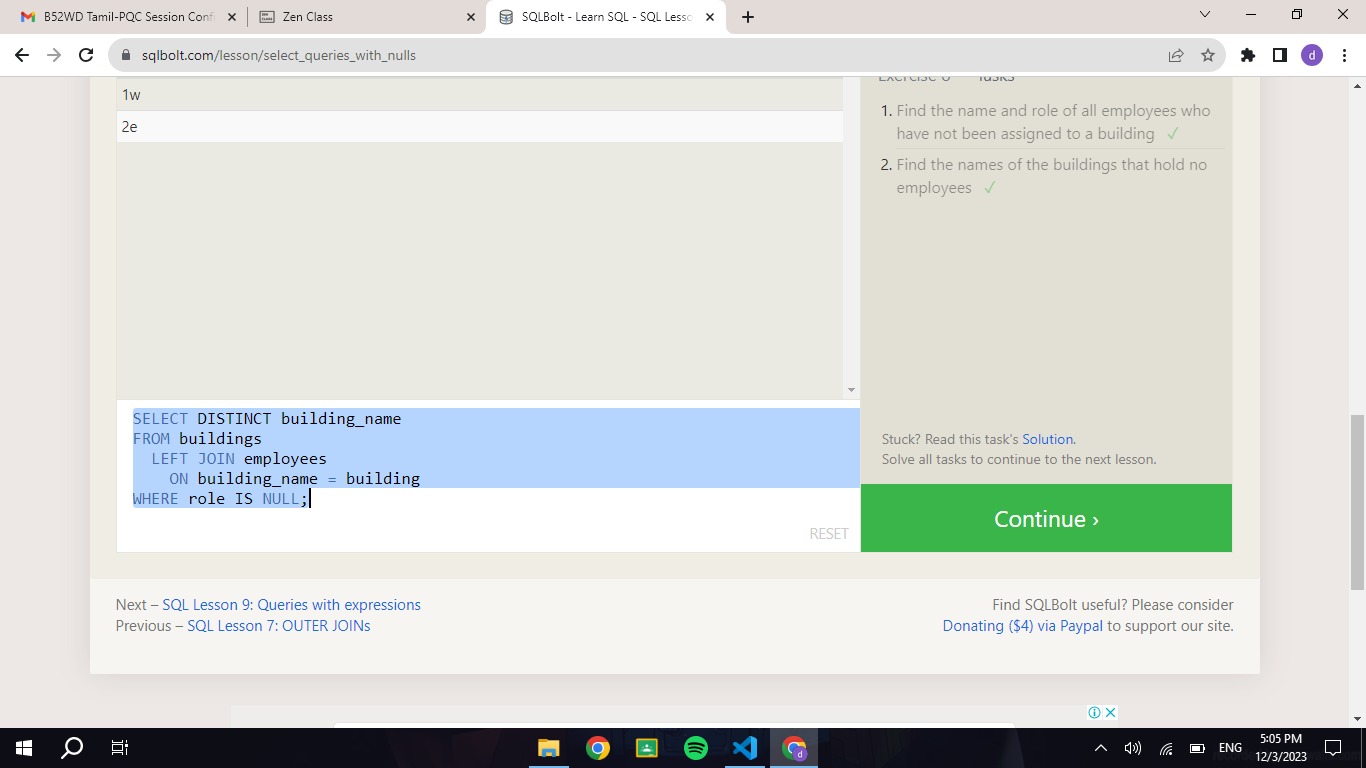 B52WD Tamil-PQC Session Confi
Zen Class
SQLBolt - Learn SQL - SQL Lesso
sqlbolt.com/lesson/select_queries_with_nulls
d
1w
2e
Tasks
1. Find the name and role of all employees who
have not been assigned to a building ✓
2. Find the names of the buildings that hold no
employees ✓
SELECT DISTINCT building_name
FROM buildings
LEFT JOIN employees
ON building_name = building
WHERE role IS NULL;
RESET
Stuck? Read this task's Solution.
Solve all tasks to continue to the next lesson.
Continue ›
Next – SQL Lesson 9: Queries with expressions
Previous – SQL Lesson 7: OUTER JOINs
Find SQLBolt useful? Please consider
Donating ($4) via Paypal to support our site.
ENG
5:05 PM
12/3/2023